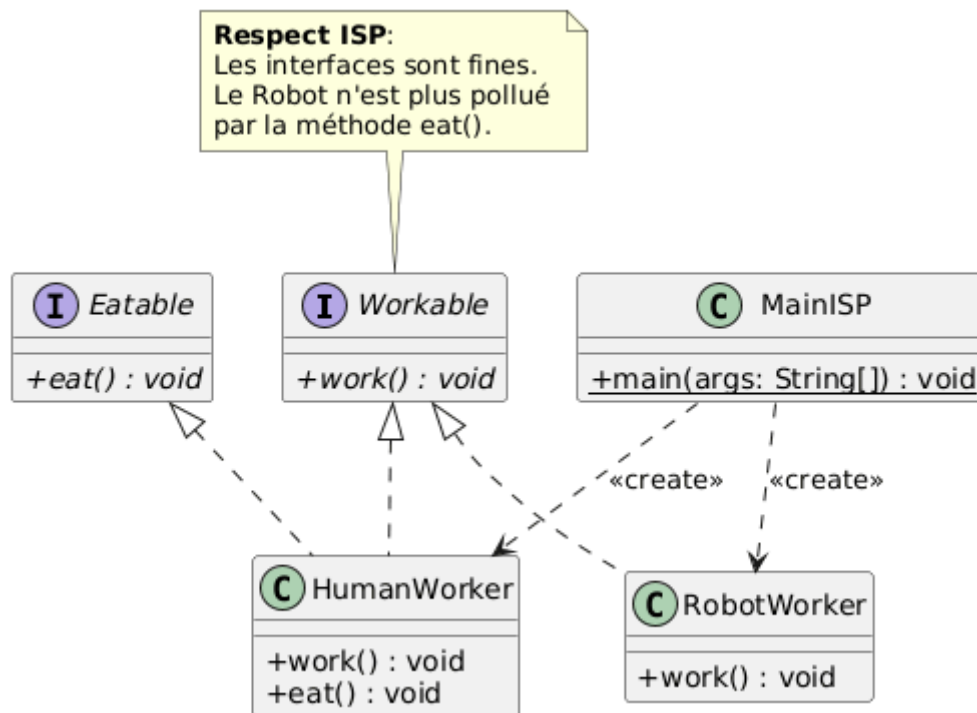 Respect ISP:
Les interfaces sont fines.
Le Robot n'est plus pollué
par la méthode eat().
I Eatable
+eat() : void
I Workable
+work() : void
C MainISP
+main(args: String[]) : void
«create»
«create»
C HumanWorker
+work() : void
+eat() : void
C RobotWorker
+work() : void